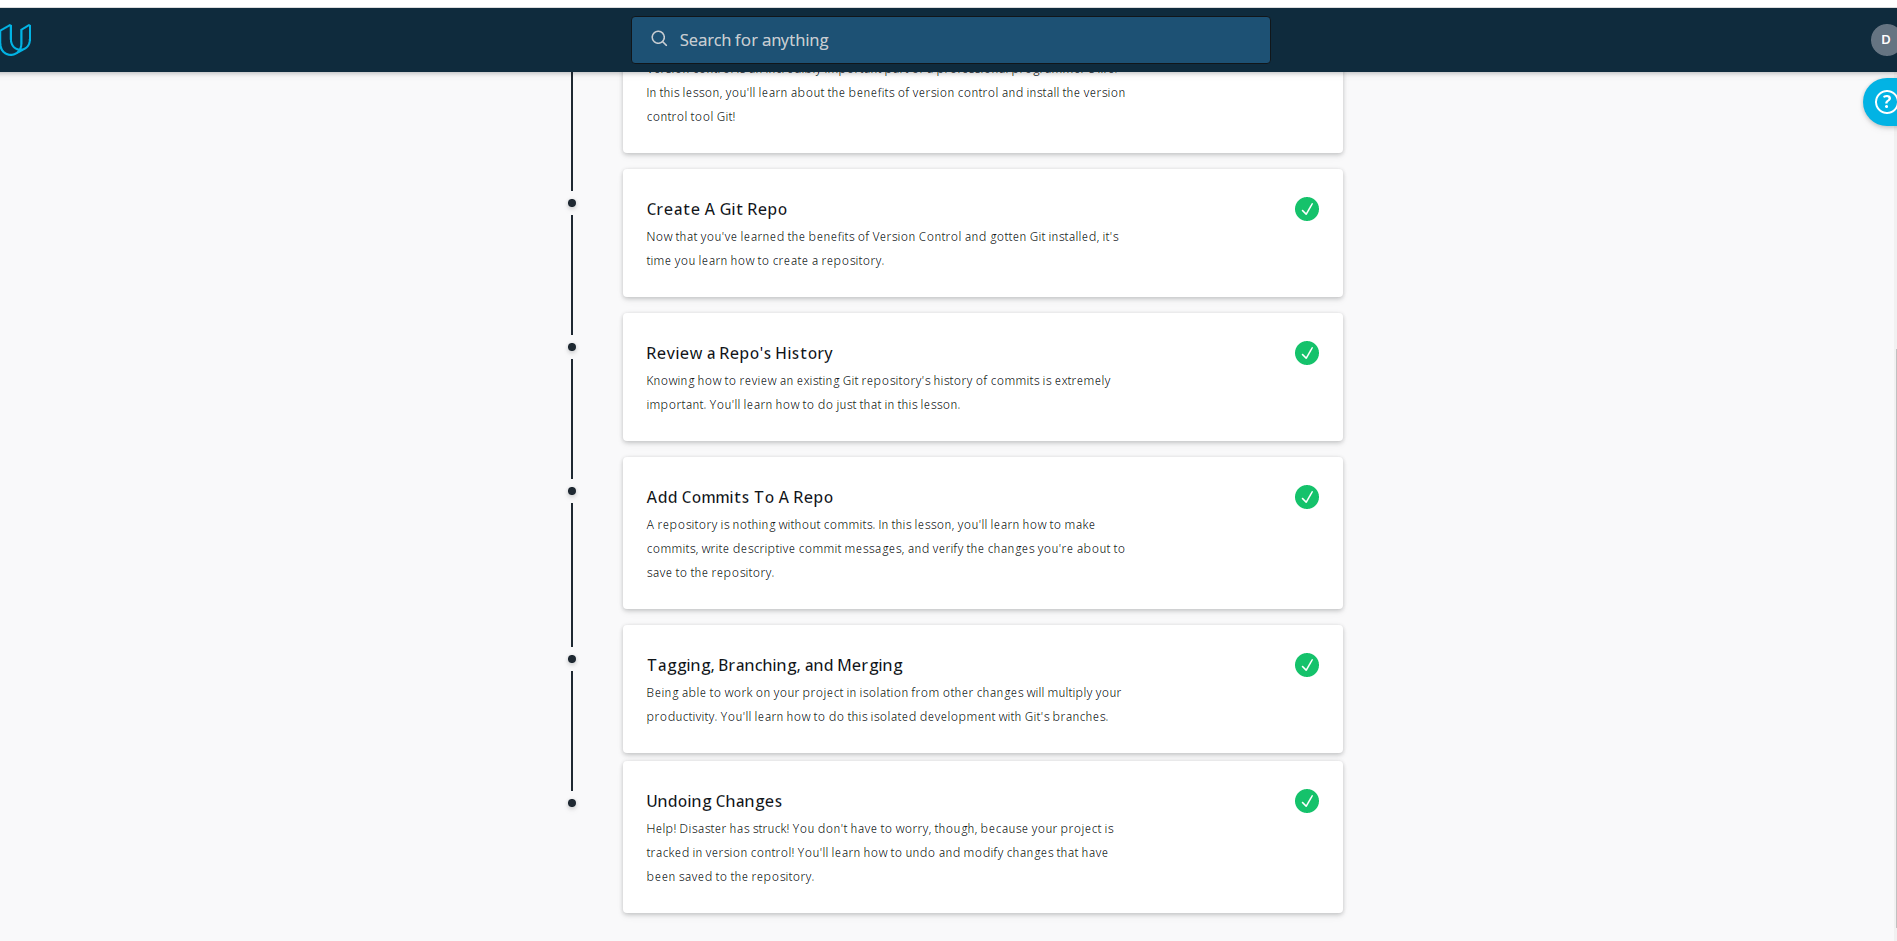 Search for anything
D
?
In this lesson, you'll learn about the benefits of version control and install the version
control tool Git!
Create A Git Repo
Now that you've learned the benefits of Version Control and gotten Git installed, it's
time you learn how to create a repository.
Review a Repo's History
Knowing how to review an existing Git repository's history of commits is extremely
important. You'll learn how to do just that in this lesson.
Add Commits To A Repo
A repository is nothing without commits. In this lesson, you'll learn how to make
commits, write descriptive commit messages, and verify the changes you're about to
save to the repository.
Tagging, Branching, and Merging
Being able to work on your project in isolation from other changes will multiply your
productivity. You'll learn how to do this isolated development with Git's branches.
Undoing Changes
Help! Disaster has struck! You don't have to worry, though, because your project is
tracked in version control! You'll learn how to undo and modify changes that have
been saved to the repository.